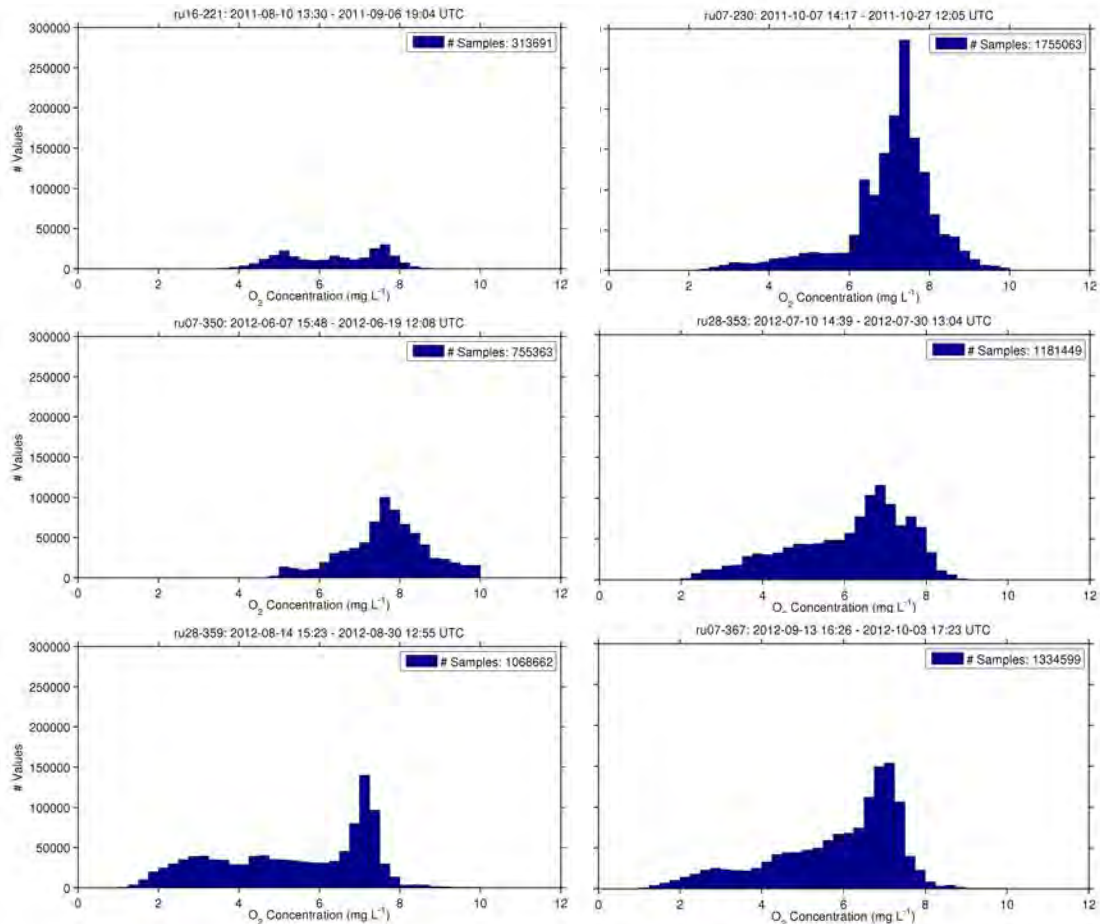 ru16-221: 2011-08-10 13:30 - 2011-09-06 19:04 UTC
300000
250000
200000
150000
100000
50000
0
# Values
# Samples: 313691
0 2 4 6 8 10 12
O2 Concentration (mg L-1)
ru07-230: 2011-10-07 14:17 - 2011-10-27 12:05 UTC
# Samples: 1755063
0 2 4 6 8 10 12
O2 Concentration (mg L-1)
ru07-350: 2012-06-07 15:48 - 2012-06-19 12:08 UTC
300000
250000
200000
150000
100000
50000
0
# Values
# Samples: 755363
0 2 4 6 8 10 12
O2 Concentration (mg L-1)
ru28-353: 2012-07-10 14:39 - 2012-07-30 13:04 UTC
# Samples: 1181449
0 2 4 6 8 10 12
O2 Concentration (mg L-1)
ru28-359: 2012-08-14 15:23 - 2012-08-30 12:55 UTC
300000
250000
200000
150000
100000
50000
0
# Values
# Samples: 1068662
0 2 4 6 8 10 12
O2 Concentration (mg L-1)
ru07-367: 2012-09-13 16:26 - 2012-10-03 17:23 UTC
# Samples: 1334599
0 2 4 6 8 10 12
O2 Concentration (mg L-1)